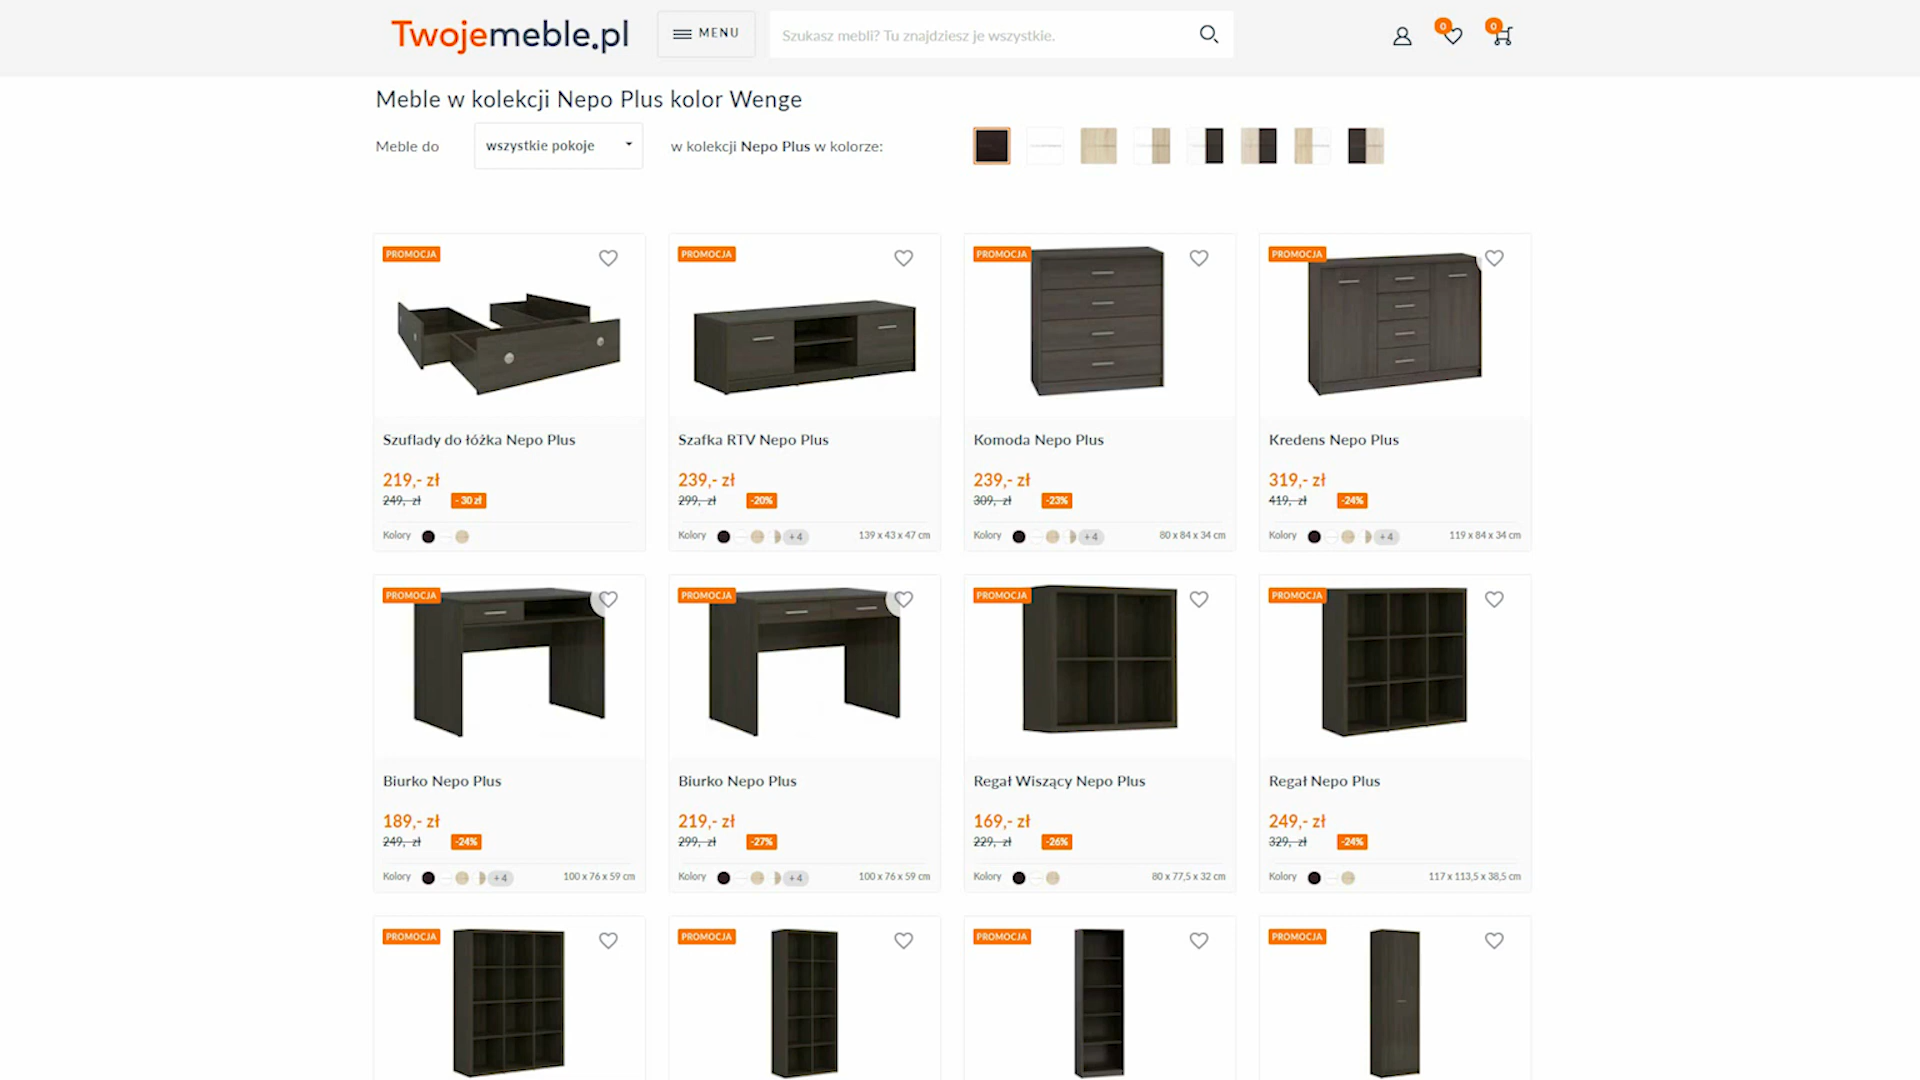 Twojemeble.pl
MENU
Szukasz mebli? Tu znajdziesz je wszystkie.
0
0
Meble w kolekcji Nepo Plus kolor Wenge
Meble do
wszystkie pokoje
w kolekcji Nepo Plus w kolorze:
PROMOCJA
PROMOCJA
PROMOCJA
PROMOCJA
Szuflady do łóżka Nepo Plus
219,- zł
249,- zł
- 30 zł
Kolory
Szafka RTV Nepo Plus
239,- zł
299,- zł
-20%
Kolory
+4
139 x 43 x 47 cm
Komoda Nepo Plus
239,- zł
309,- zł
-23%
Kolory
+4
80 x 84 x 34 cm
Kredens Nepo Plus
319,- zł
419,- zł
-24%
Kolory
+4
119 x 84 x 34 cm
PROMOCJA
PROMOCJA
PROMOCJA
PROMOCJA
Biurko Nepo Plus
189,- zł
249,- zł
-24%
Kolory
+4
100 x 76 x 59 cm
Biurko Nepo Plus
219,- zł
299,- zł
-27%
Kolory
+4
100 x 76 x 59 cm
Regał Wiszący Nepo Plus
169,- zł
229,- zł
-26%
Kolory
80 x 77,5 x 32 cm
Regał Nepo Plus
249,- zł
329,- zł
-24%
Kolory
117 x 113,5 x 38,5 cm
PROMOCJA
PROMOCJA
PROMOCJA
PROMOCJA